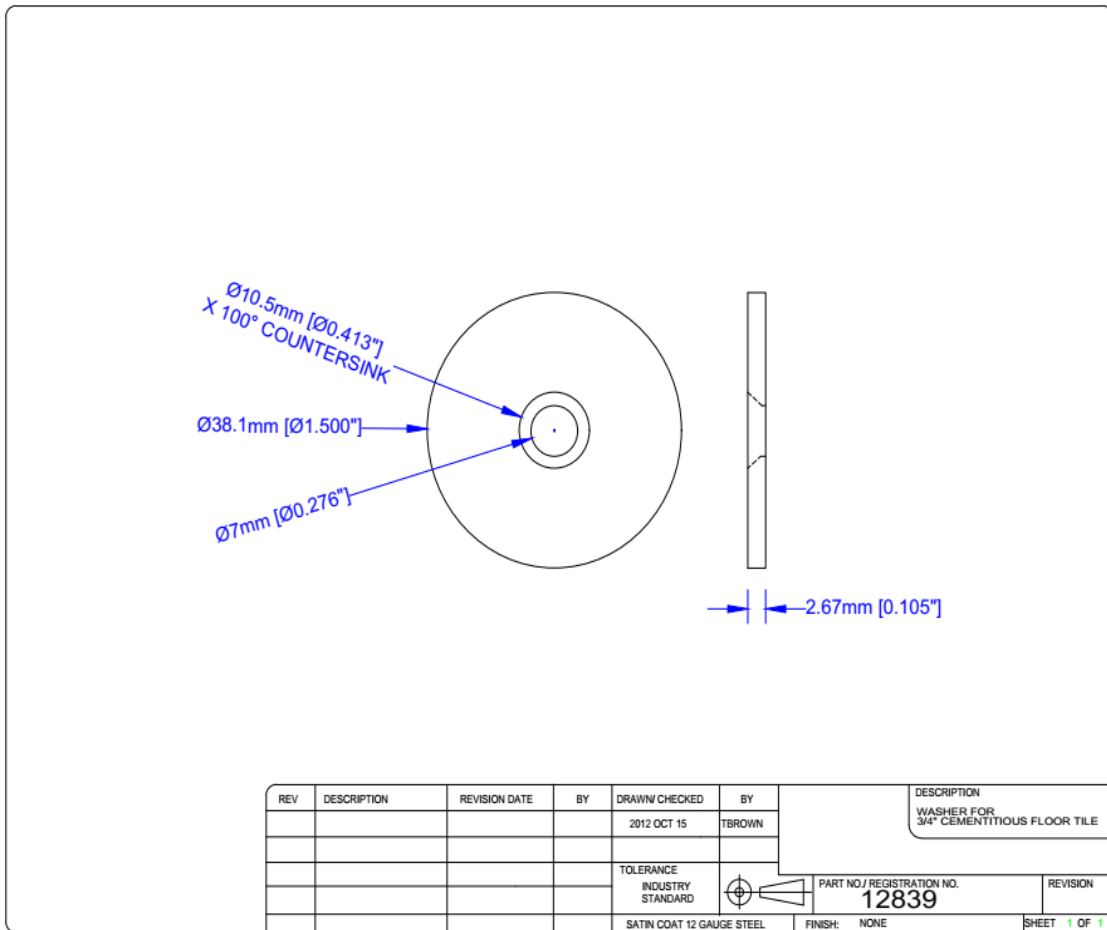 Ø10.5mm [Ø0.413"]
X 100° COUNTERSINK
Ø38.1mm [Ø1.500"]
Ø7mm [Ø0.276"]
2.67mm [0.105"]
REV DESCRIPTION REVISION DATE BY DRAWN/ CHECKED BY
2012 OCT 15 TBROWN
DESCRIPTION
WASHER FOR
3/4" CEMENTITIOUS FLOOR TILE
TOLERANCE
INDUSTRY
STANDARD
PART NO./ REGISTRATION NO.
12839
REVISION
SATIN COAT 12 GAUGE STEEL
FINISH: NONE
SHEET 1 OF 1